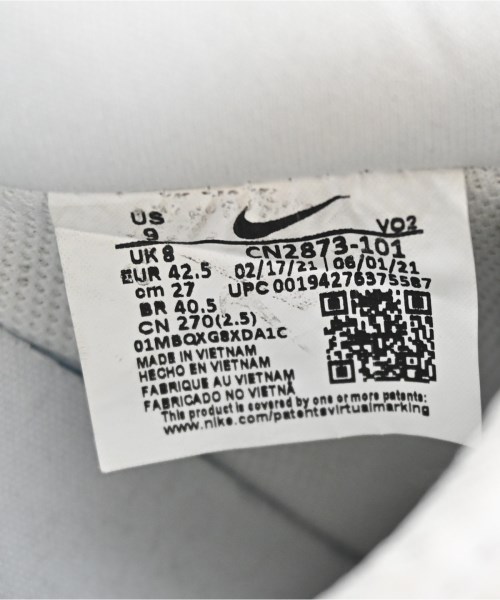 US
9
VO2
UK 8
CN2873-101
EUR 42.5
02/17/21 | 06/01/21
cm 27
UPC 00194276375587
BR 40.5
CN 270(2.5)
01MBQXG8XDA1C
MADE IN VIETNAM
HECHO EN VIETNAM
FABRIQUE AU VIETNAM
FABRICADO NO VIETNÃ
This product is covered by one or more patents:
www.nike.com/patentsvirtualmarking